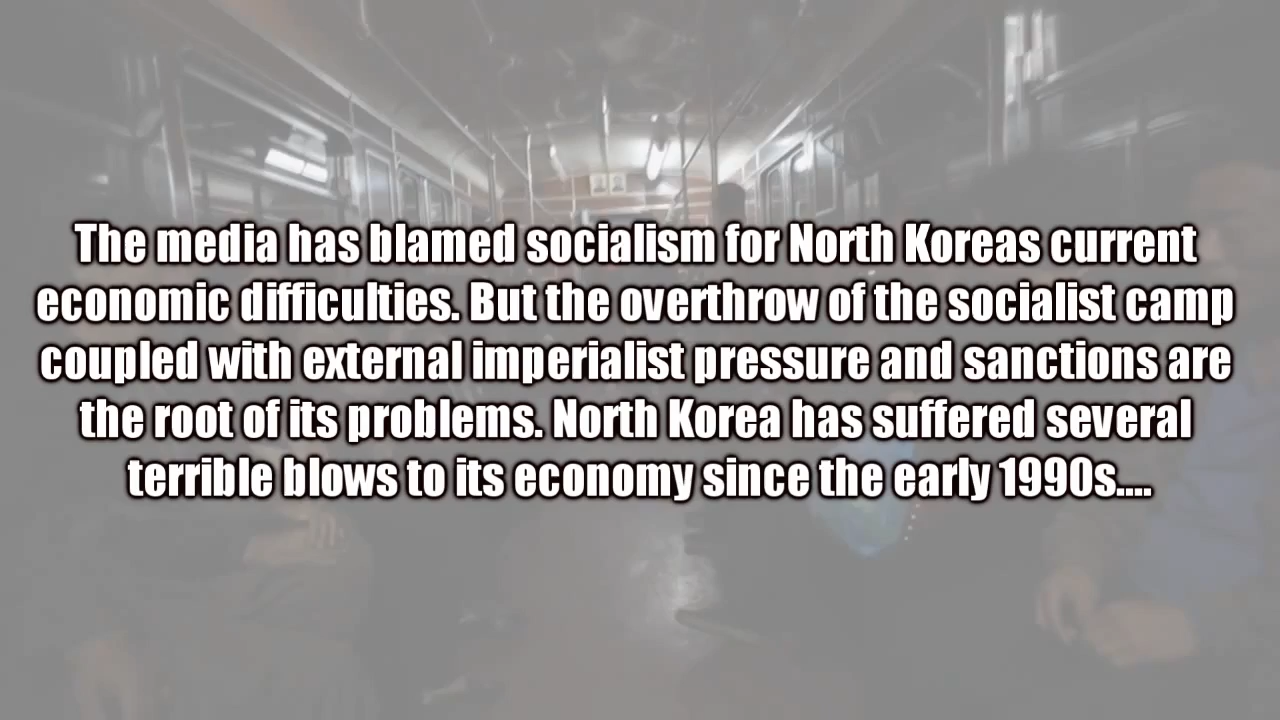 The media has blamed socialism for North Koreas current
economic difficulties. But the overthrow of the socialist camp
coupled with external imperialist pressure and sanctions are
the root of its problems. North Korea has suffered several
terrible blows to its economy since the early 1990s....